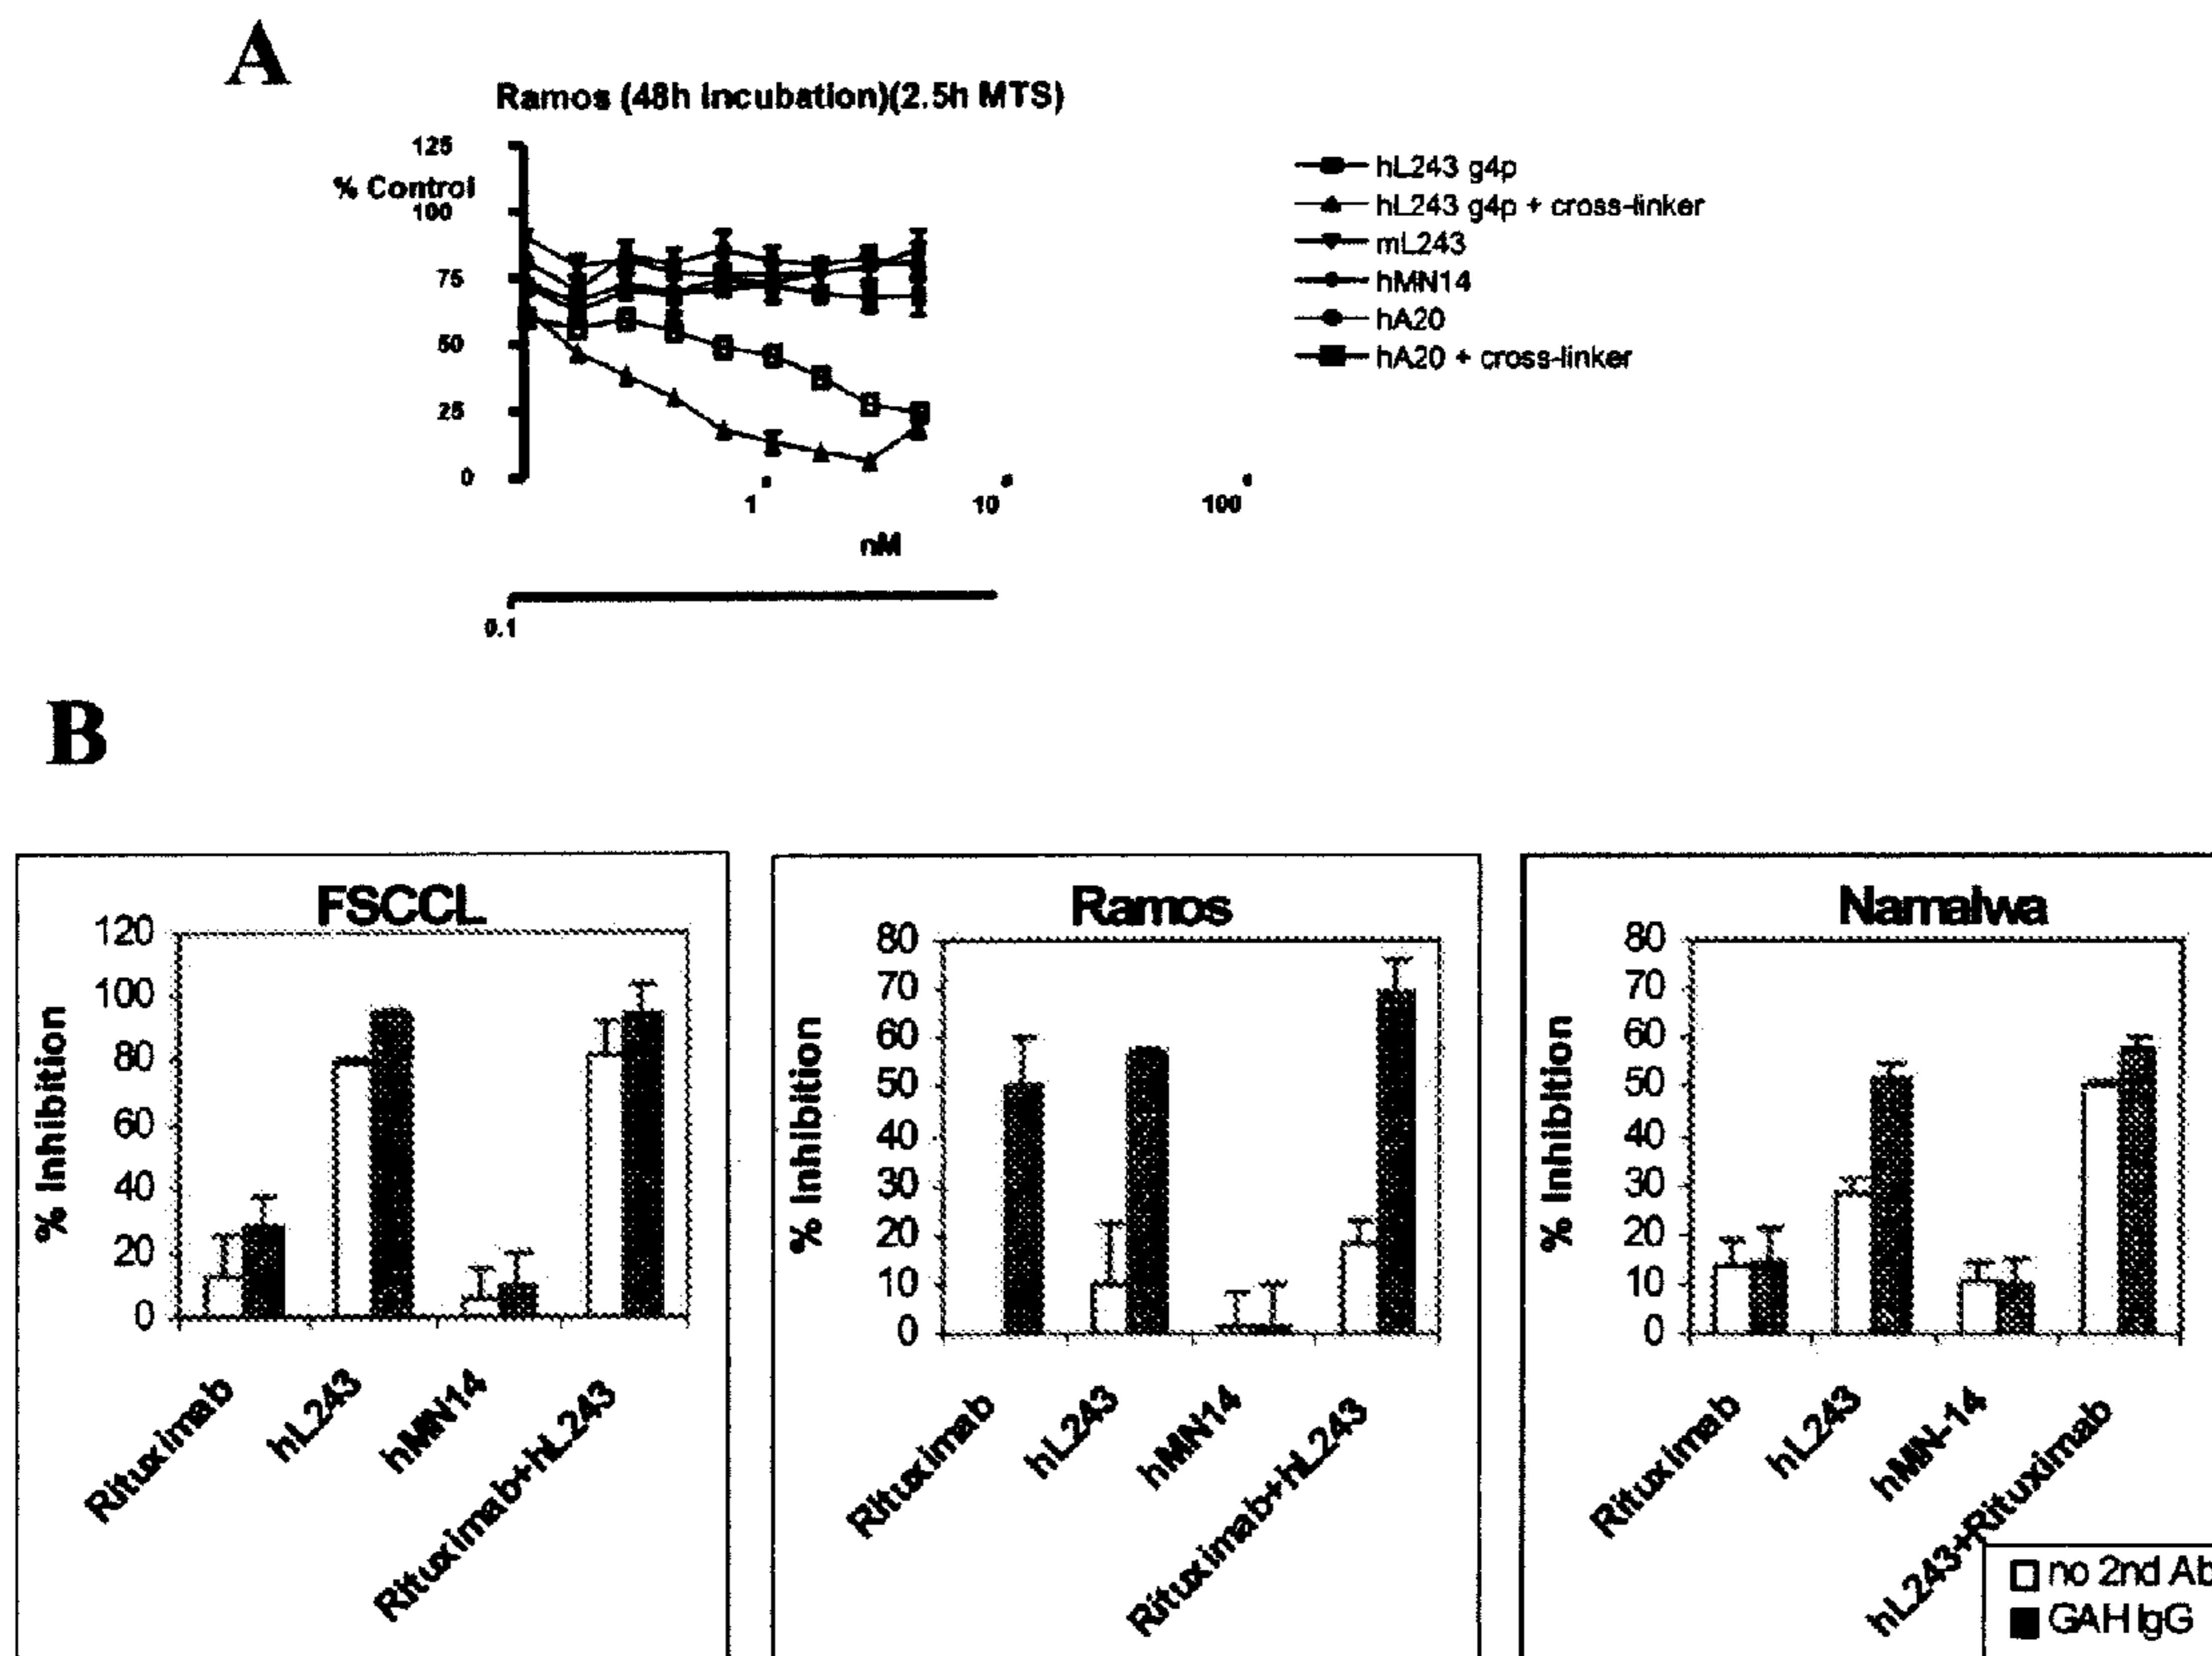 A
Ramos (48h Incubation)(2.5h MTS)
125
% Control
100
75
50
25
0
1
10
100
nM
0.1
hL243 g4p
hL243 g4p + cross-linker
mL243
hMN14
hA20
hA20 + cross-linker
B
FSCCL
120
100
80
60
40
20
0
% Inhibition
Rituximab
hL243
hMN14
Rituximab+hL243
Ramos
80
70
60
50
40
30
20
10
0
% Inhibition
Rituximab
hL243
hMN14
Rituximab+hL243
Namalwa
80
70
60
50
40
30
20
10
0
% Inhibition
Rituximab
hL243
hMN-14
hL243+Rituximab
no 2nd Ab
GAH IgG